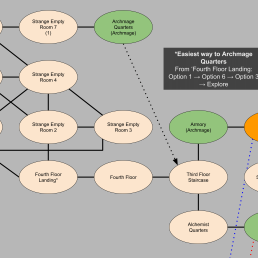 Strange Empty
Room 7
(1)
Archmage
Quarters
(Archmage)
*Easiest way to Archmage
Quarters
From 'Fourth Floor Landing:
Option 1 → Option 6 → Option 3
→ Explore
Strange Empty
Room 4
Strange Empty
Room 2
Strange Empty
Room 3
Armory
(Archmage)
Fourth Floor
Landing*
Fourth Floor
Third Floor
Staircase
S
Alchemist
Quarters